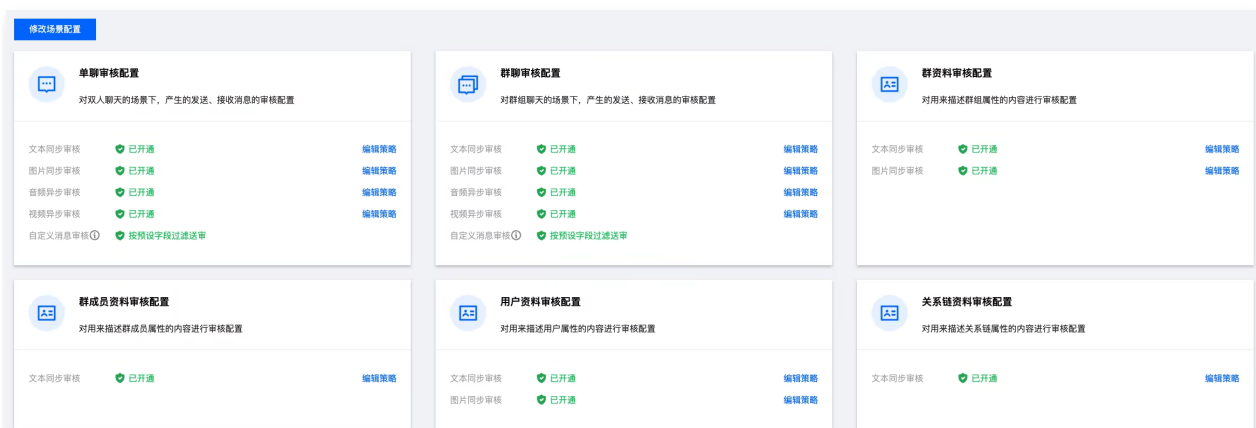 修改场景配置
单聊审核配置
对双人聊天的场景下，产生的发送、接收消息的审核配置
文本同步审核 已开通 编辑策略
图片同步审核 已开通 编辑策略
音频异步审核 已开通 编辑策略
视频异步审核 已开通 编辑策略
自定义消息审核 按预设字段过滤送审
群聊审核配置
对群组聊天的场景下，产生的发送、接收消息的审核配置
文本同步审核 已开通 编辑策略
图片同步审核 已开通 编辑策略
音频异步审核 已开通 编辑策略
视频异步审核 已开通 编辑策略
自定义消息审核 按预设字段过滤送审
群资料审核配置
对用来描述群组属性的内容进行审核配置
文本同步审核 已开通 编辑策略
图片同步审核 已开通 编辑策略
群成员资料审核配置
对用来描述群成员属性的内容进行审核配置
文本同步审核 已开通 编辑策略
用户资料审核配置
对用来描述用户属性的内容进行审核配置
文本同步审核 已开通 编辑策略
图片同步审核 已开通 编辑策略
关系链资料审核配置
对用来描述关系链属性的内容进行审核配置
文本同步审核 已开通 编辑策略